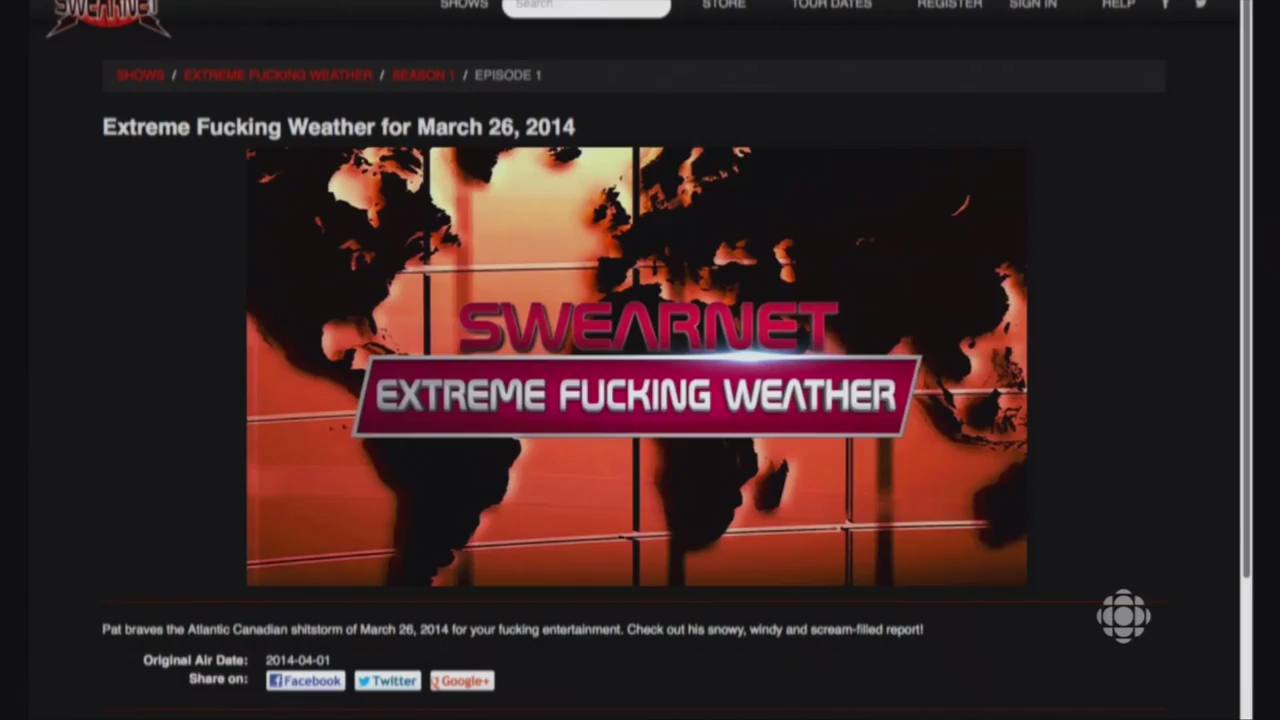 SWEARNET
SHOWS Search... STORE TOUR DATES REGISTER SIGN IN HELP
SHOWS / EXTREME FUCKING WEATHER / SEASON 1 / EPISODE 1
Extreme Fucking Weather for March 26, 2014
SWEARNET
EXTREME FUCKING WEATHER
Pat braves the Atlantic Canadian shitstorm of March 26, 2014 for your fucking entertainment. Check out his snowy, windy and scream-filled report!
Original Air Date: 2014-04-01
Share on: Facebook Twitter Google+